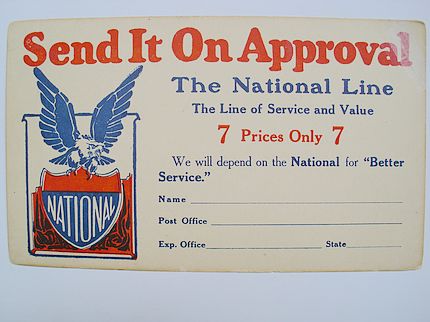 Send It On Approval
The National Line
The Line of Service and Value
7 Prices Only 7
We will depend on the National for "Better
Service."
NATIONAL
Name
Post Office
Exp. Office State